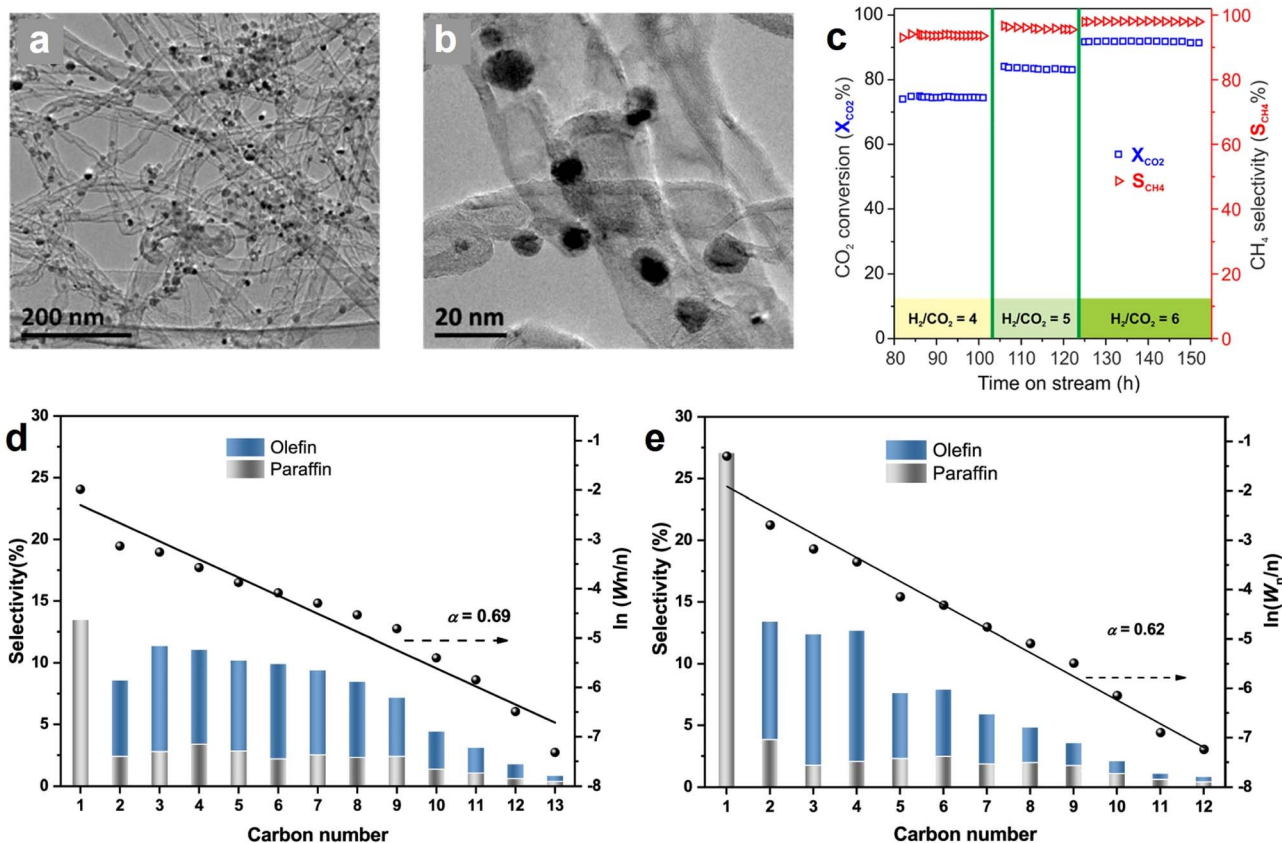 a
200 nm
b
20 nm
c
CO₂ conversion (X_CO2 %)
100
80
60
40
20
0
X_CO2
S_CH4
H₂/CO₂ = 4
H₂/CO₂ = 5
H₂/CO₂ = 6
80 90 100 110 120 130 140 150
Time on stream (h)
100
80
60
40
20
0
CH₄ selectivity (S_CH4 %)
d
Selectivity(%)
30
25
20
15
10
5
0
Olefin
Paraffin
α = 0.69
1 2 3 4 5 6 7 8 9 10 11 12 13
Carbon number
-1
-2
-3
-4
-5
-6
-7
-8
ln (Wn/n)
e
Selectivity (%)
30
25
20
15
10
5
0
Olefin
Paraffin
α = 0.62
1 2 3 4 5 6 7 8 9 10 11 12
Carbon number
-1
-2
-3
-4
-5
-6
-7
-8
ln(Wₙ/n)